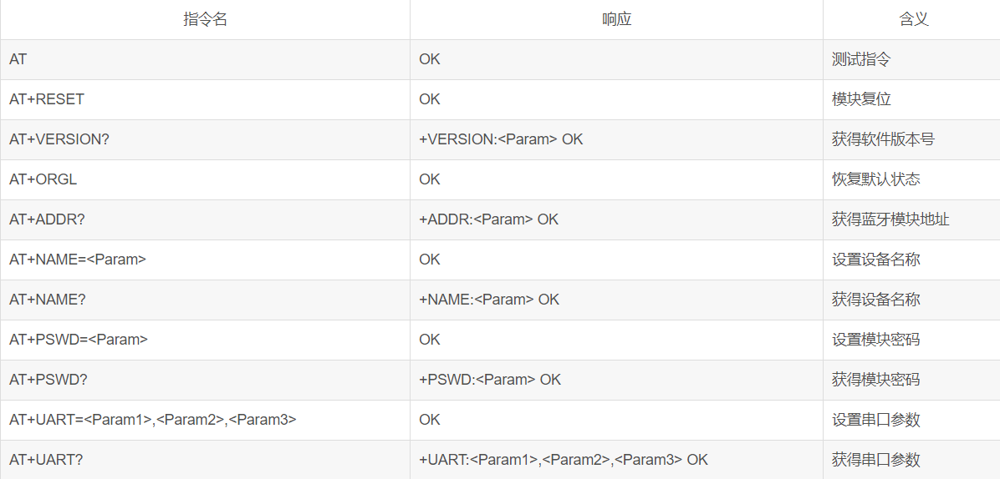 指令名 响应 含义
AT OK 测试指令
AT+RESET OK 模块复位
AT+VERSION? +VERSION:<Param> OK 获得软件版本号
AT+ORGL OK 恢复默认状态
AT+ADDR? +ADDR:<Param> OK 获得蓝牙模块地址
AT+NAME=<Param> OK 设置设备名称
AT+NAME? +NAME:<Param> OK 获得设备名称
AT+PSWD=<Param> OK 设置模块密码
AT+PSWD? +PSWD:<Param> OK 获得模块密码
AT+UART=<Param1>,<Param2>,<Param3> OK 设置串口参数
AT+UART? +UART:<Param1>,<Param2>,<Param3> OK 获得串口参数